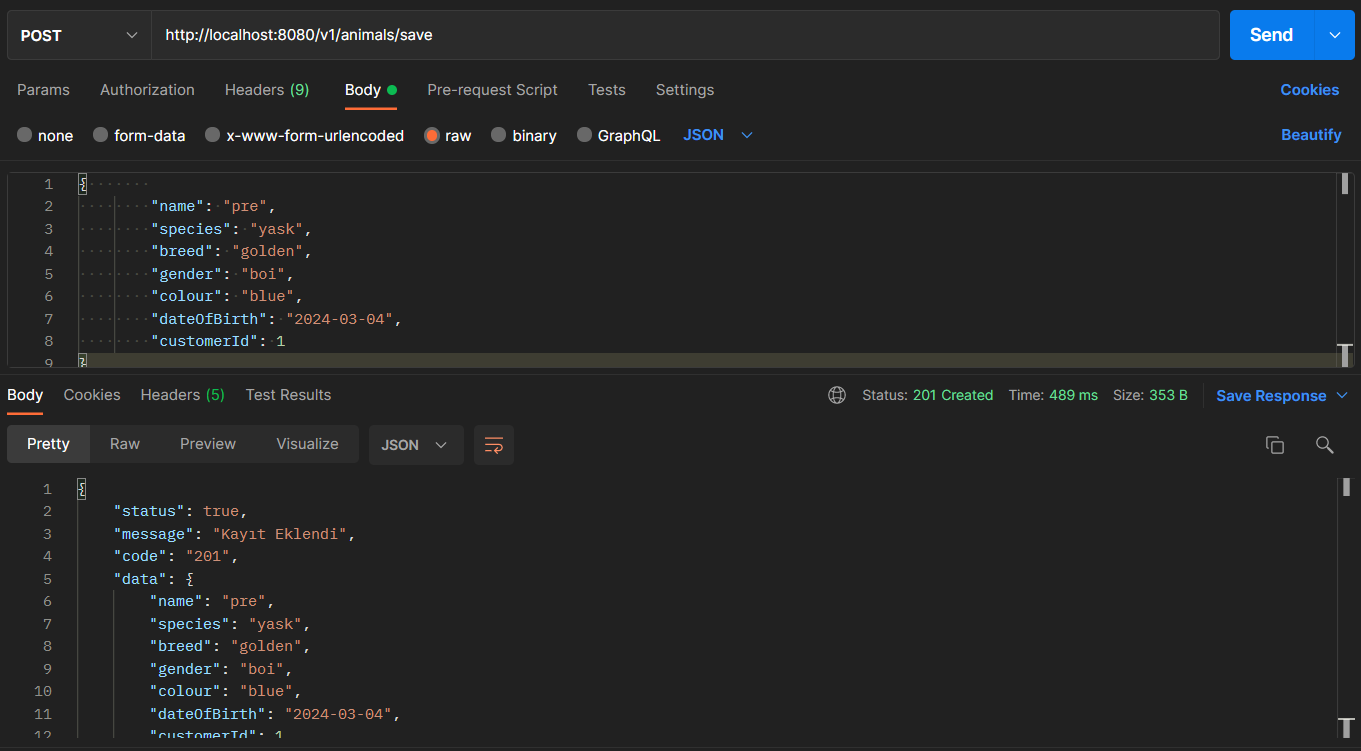 POST http://localhost:8080/v1/animals/save Send
Params Authorization Headers (9) Body Pre-request Script Tests Settings Cookies
none form-data x-www-form-urlencoded raw binary GraphQL JSON Beautify
1 {
2 "name": "pre",
3 "species": "yask",
4 "breed": "golden",
5 "gender": "boi",
6 "colour": "blue",
7 "dateOfBirth": "2024-03-04",
8 "customerId": 1
9 }
Body Cookies Headers (5) Test Results Status: 201 Created Time: 489 ms Size: 353 B Save Response
Pretty Raw Preview Visualize JSON
1 {
2 "status": true,
3 "message": "Kayıt Eklendi",
4 "code": "201",
5 "data": {
6 "name": "pre",
7 "species": "yask",
8 "breed": "golden",
9 "gender": "boi",
10 "colour": "blue",
11 "dateOfBirth": "2024-03-04",
12 "customerId": 1